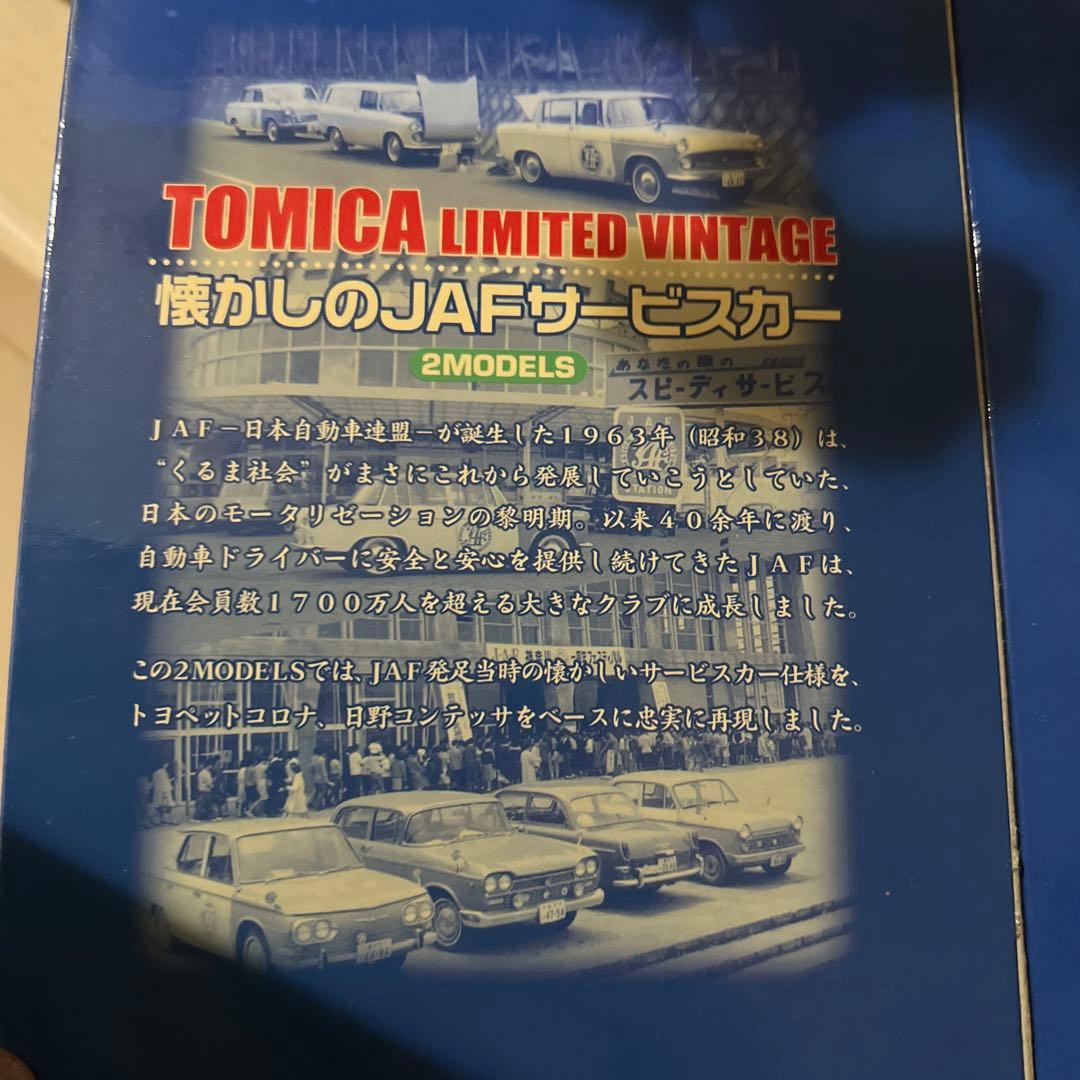 TOMICA LIMITED VINTAGE
懐かしのJAFサービスカー
2MODELS
あなたの車の
スピーディサービス
JAF
STATION
JAF－日本自動車連盟－が誕生した1963年（昭和38）は、
“くるま社会”がまさにこれから発展していこうとしていた、
日本のモータリゼーションの黎明期。以来40余年に渡り、
自動車ドライバーに安全と安心を提供し続けてきたJAFは、
現在会員数1700万人を超える大きなクラブに成長しました。
この2MODELSでは、JAF発足当時の懐かしいサービスカー仕様を、
トヨペットコロナ、日野コンテッサをベースに忠実に再現しました。
47-54